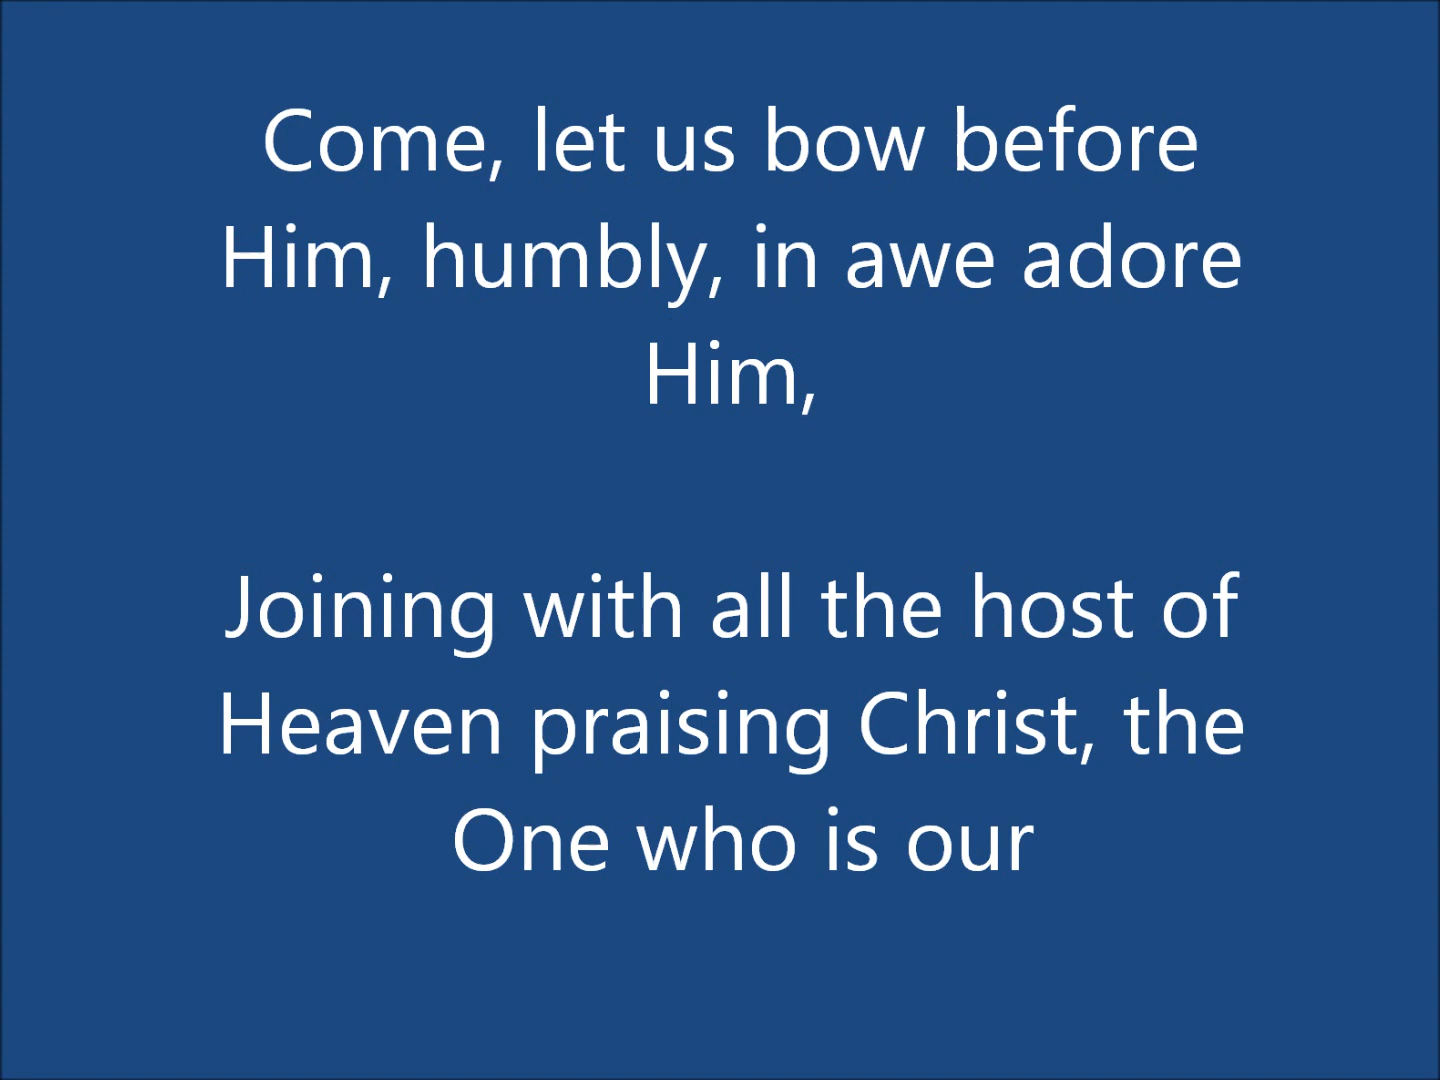 Come, let us bow before
Him, humbly, in awe adore
Him,
Joining with all the host of
Heaven praising Christ, the
One who is our